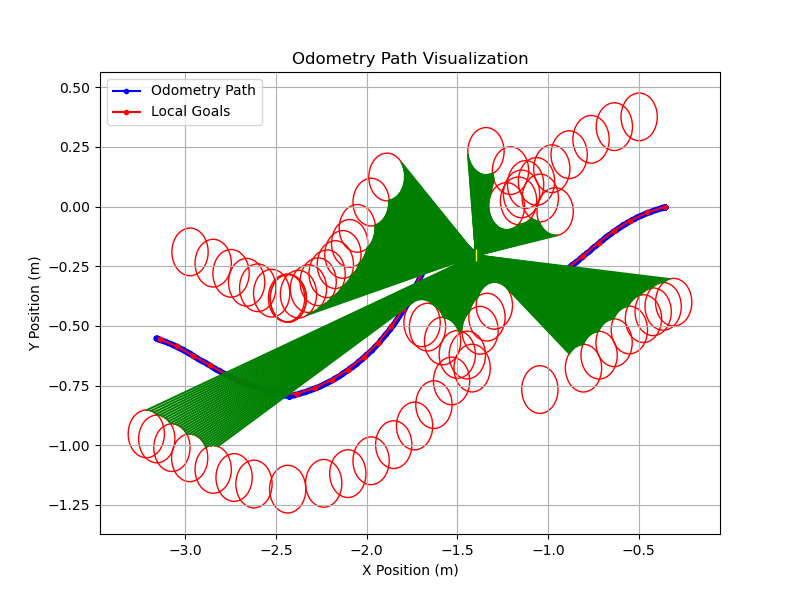 Odometry Path Visualization
Odometry Path
Local Goals
0.50
0.25
0.00
−0.25
−0.50
−0.75
−1.00
−1.25
Y Position (m)
−3.0 −2.5 −2.0 −1.5 −1.0 −0.5
X Position (m)